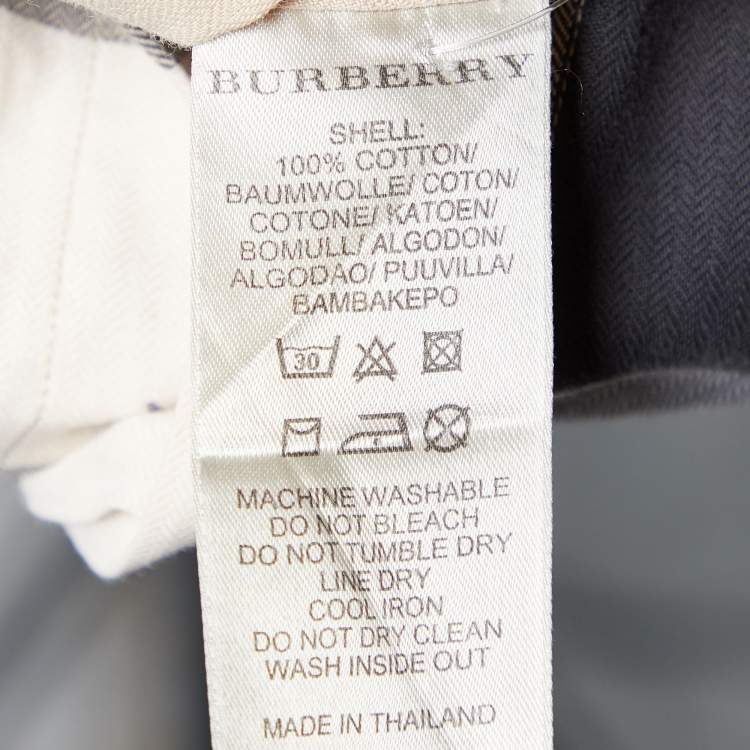 BURBERRY
SHELL:
100% COTTON/
BAUMWOLLE/ COTON/
COTONE/ KATOEN/
BOMULL/ ALGODON/
ALGODAO/ PUUVILLA/
BAMBAKEPO
30
MACHINE WASHABLE
DO NOT BLEACH
DO NOT TUMBLE DRY
LINE DRY
COOL IRON
DO NOT DRY CLEAN
WASH INSIDE OUT
MADE IN THAILAND